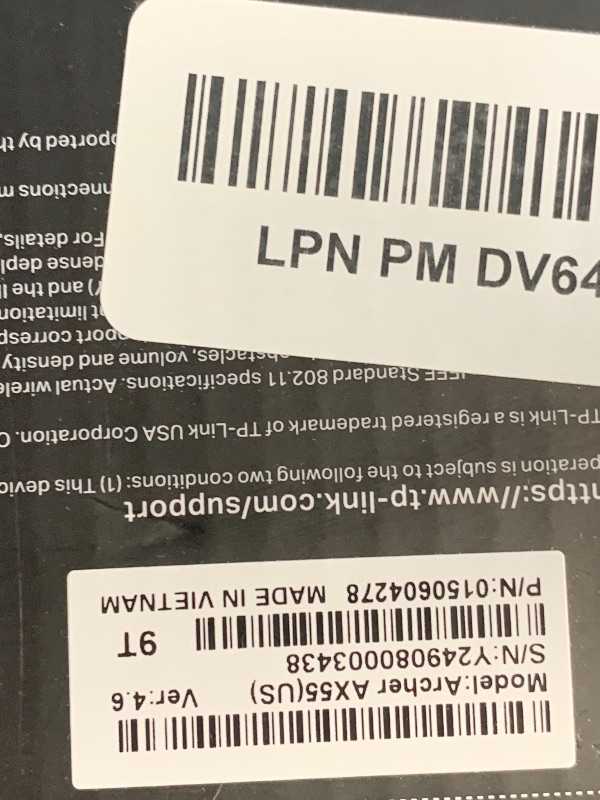 LPN PM DV64
Model:Archer AX55(US) Ver:4.6
S/N:Y249080003438
9T
P/N:0150604278 MADE IN VIETNAM
https://www.tp-link.com/support
peration is subject to the following two conditions: (1) This devic
TP-Link is a registered trademark of TP-Link USA Corporation.
IEEE Standard 802.11 specifications. Actual wirele
obstacles, volume and density
port corresp
limitation
and the
dense depl
For details,
nnections m
pported by th